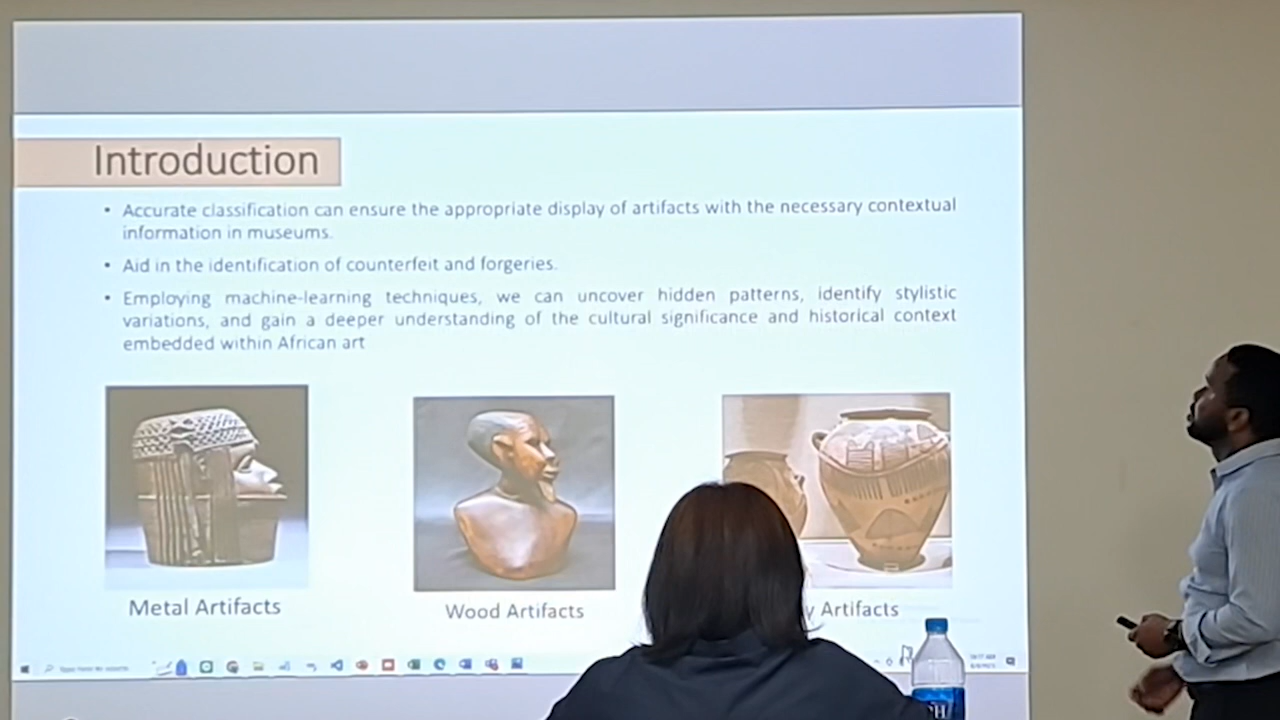 Introduction
• Accurate classification can ensure the appropriate display of artifacts with the necessary contextual
information in museums.
• Aid in the identification of counterfeit and forgeries.
• Employing machine-learning techniques, we can uncover hidden patterns, identify stylistic
variations, and gain a deeper understanding of the cultural significance and historical context
embedded within African art
Metal Artifacts
Wood Artifacts
y Artifacts